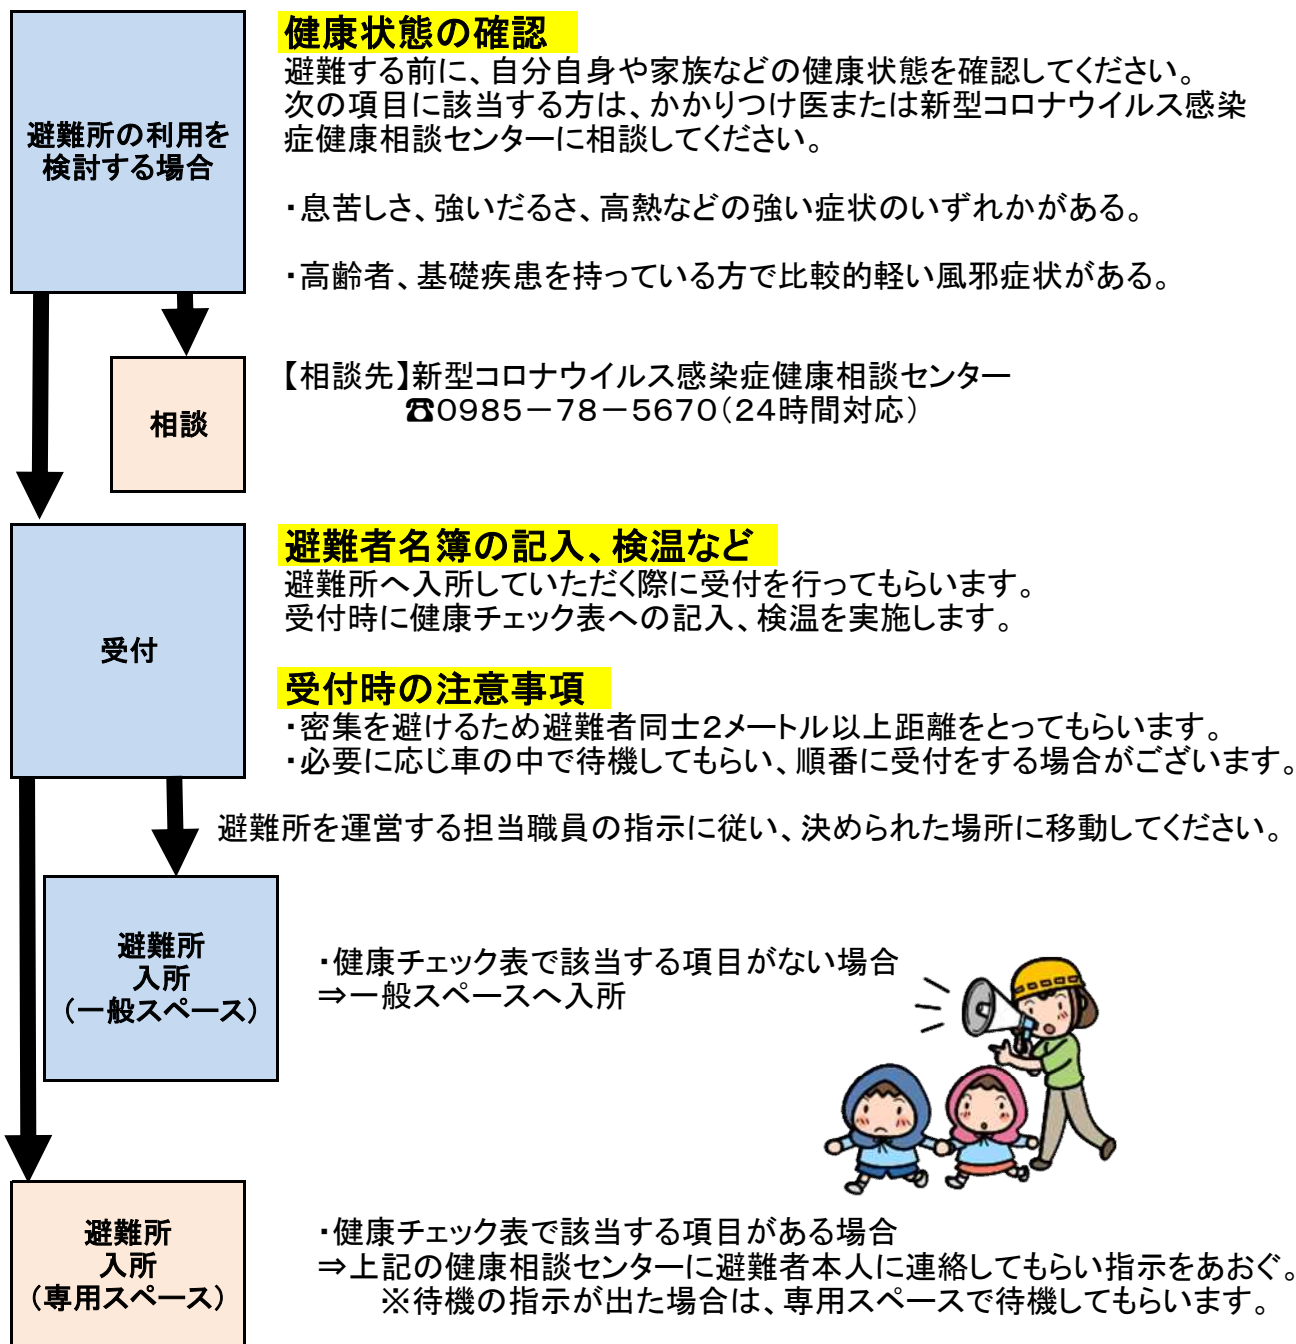 避難所の利用を
検討する場合
健康状態の確認
避難する前に、自分自身や家族などの健康状態を確認してください。
次の項目に該当する方は、かかりつけ医または新型コロナウイルス感染
症健康相談センターに相談してください。
・息苦しさ、強いだるさ、高熱などの強い症状のいずれかがある。
・高齢者、基礎疾患を持っている方で比較的軽い風邪症状がある。
相談
【相談先】新型コロナウイルス感染症健康相談センター
☎0985－78－5670（24時間対応）
受付
避難者名簿の記入、検温など
避難所へ入所していただく際に受付を行ってもらいます。
受付時に健康チェック表への記入、検温を実施します。
受付時の注意事項
・密集を避けるため避難者同士２メートル以上距離をとってもらいます。
・必要に応じ車の中で待機してもらい、順番に受付をする場合がございます。
避難所を運営する担当職員の指示に従い、決められた場所に移動してください。
避難所
入所
（一般スペース）
・健康チェック表で該当する項目がない場合
⇒一般スペースへ入所
避難所
入所
（専用スペース）
・健康チェック表で該当する項目がある場合
⇒上記の健康相談センターに避難者本人に連絡してもらい指示をあおぐ。
※待機の指示が出た場合は、専用スペースで待機してもらいます。